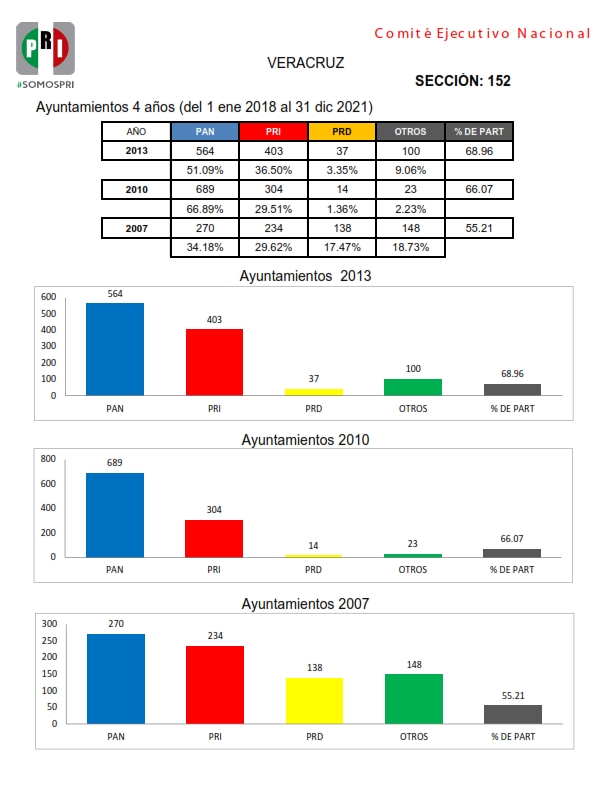 Comité Ejecutivo Nacional
PRI
#SOMOSPRI
VERACRUZ
SECCIÓN: 152
Ayuntamientos 4 años (del 1 ene 2018 al 31 dic 2021)
AÑO PAN PRI PRD OTROS % DE PART
2013 564 403 37 100 68.96
51.09% 36.50% 3.35% 9.06%
2010 689 304 14 23 66.07
66.89% 29.51% 1.36% 2.23%
2007 270 234 138 148 55.21
34.18% 29.62% 17.47% 18.73%
Ayuntamientos 2013
600
500
400
300
200
100
0
564
403
37
100
68.96
PAN PRI PRD OTROS % DE PART
Ayuntamientos 2010
800
600
400
200
0
689
304
14
23
66.07
PAN PRI PRD OTROS % DE PART
Ayuntamientos 2007
300
250
200
150
100
50
0
270
234
138
148
55.21
PAN PRI PRD OTROS % DE PART